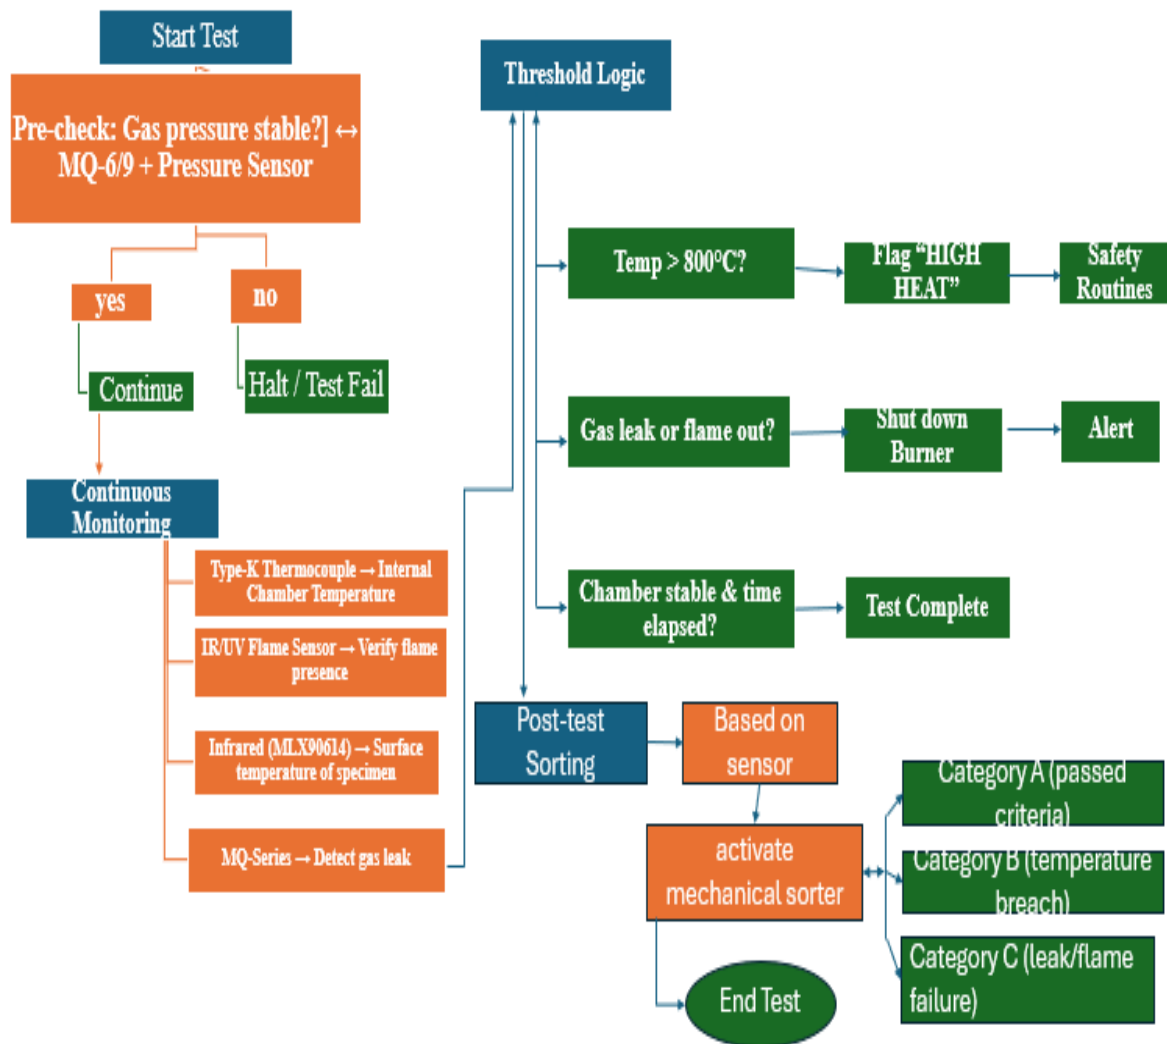 Start Test
Pre-check: Gas pressure stable?] ↔
MQ-6/9 + Pressure Sensor
yes
no
Continue
Halt / Test Fail
Continuous
Monitoring
Type-K Thermocouple → Internal
Chamber Temperature
IR/UV Flame Sensor → Verify flame
presence
Infrared (MLX90614) → Surface
temperature of specimen
MQ-Series → Detect gas leak
Threshold Logic
Temp > 800°C?
Flag “HIGH
HEAT”
Safety
Routines
Gas leak or flame out?
Shut down
Burner
Alert
Chamber stable & time
elapsed?
Test Complete
Post-test
Sorting
Based on
sensor
activate
mechanical sorter
Category A (passed
criteria)
Category B (temperature
breach)
Category C (leak/flame
failure)
End Test